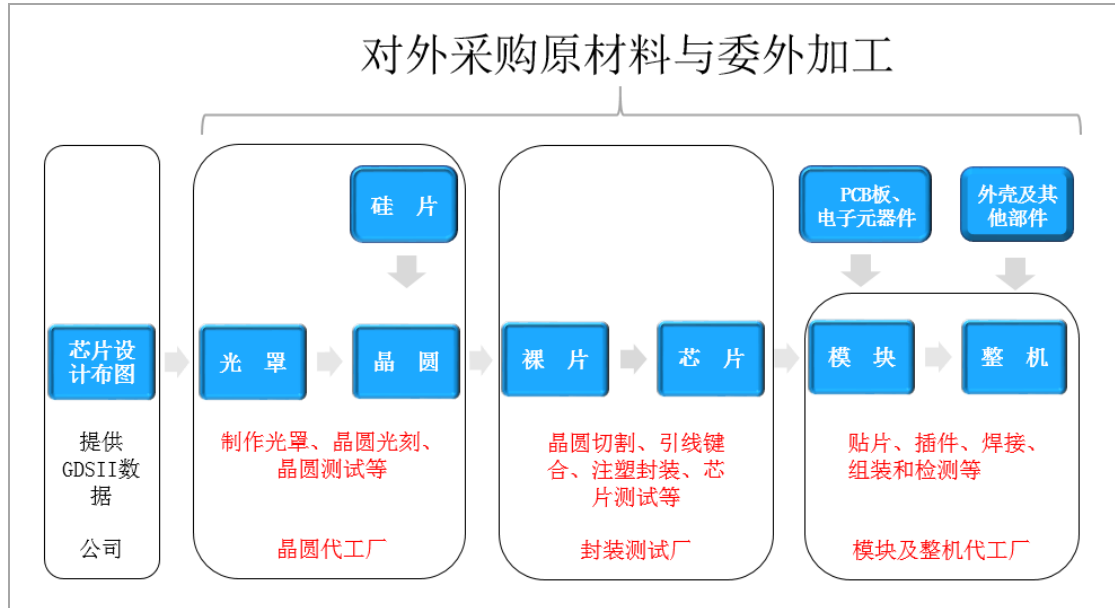 对外采购原材料与委外加工
硅 片
PCB板、
电子元器件
外壳及其
他部件
芯片设
计布图
光 罩
晶 圆
裸 片
芯 片
模 块
整 机
提供
GDSII数
据
制作光罩、晶圆光刻、
晶圆测试等
晶圆切割、引线键
合、注塑封装、芯
片测试等
贴片、插件、焊接、
组装和检测等
公司
晶圆代工厂
封装测试厂
模块及整机代工厂